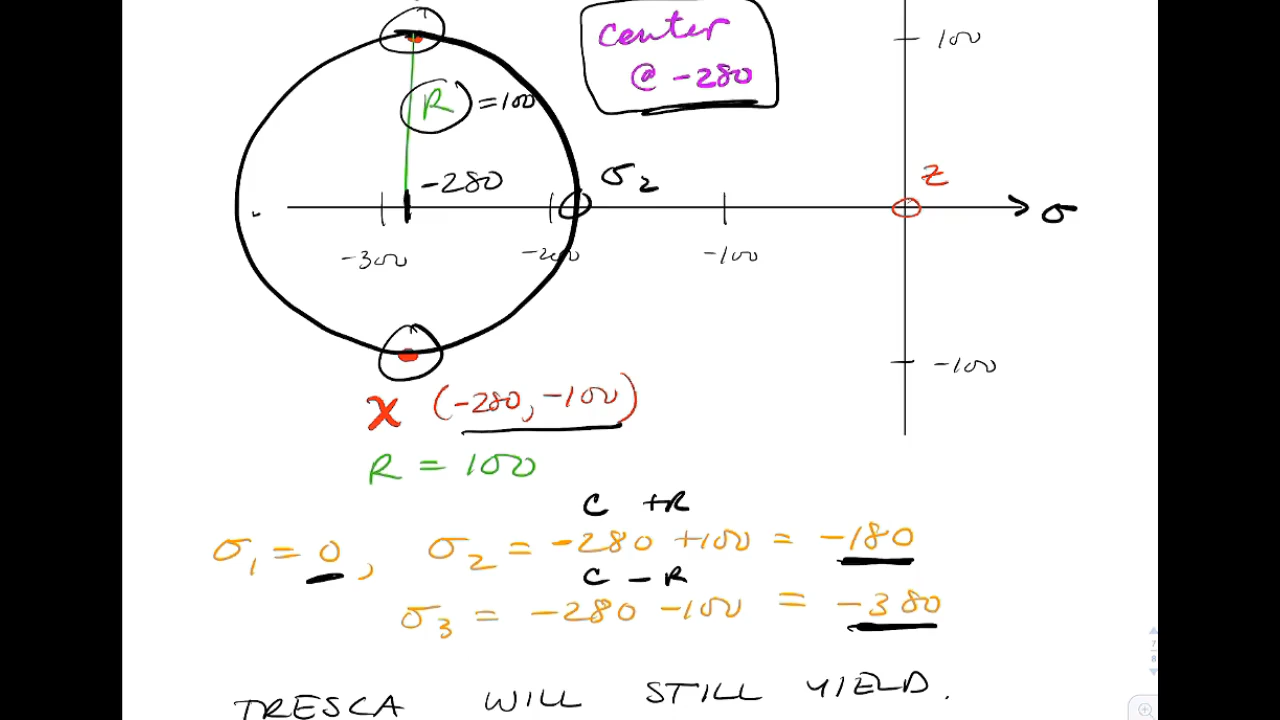 center
@ -280
100
R = 100
-280
σ₂
z
σ
-300
-200
-100
-100
X (-280, -100)
R = 100
C +R
σ₁ = 0, σ₂ = -280 +100 = -180
C - R
σ₃ = -280 -100 = -380
TRESCA WILL STILL YIELD.